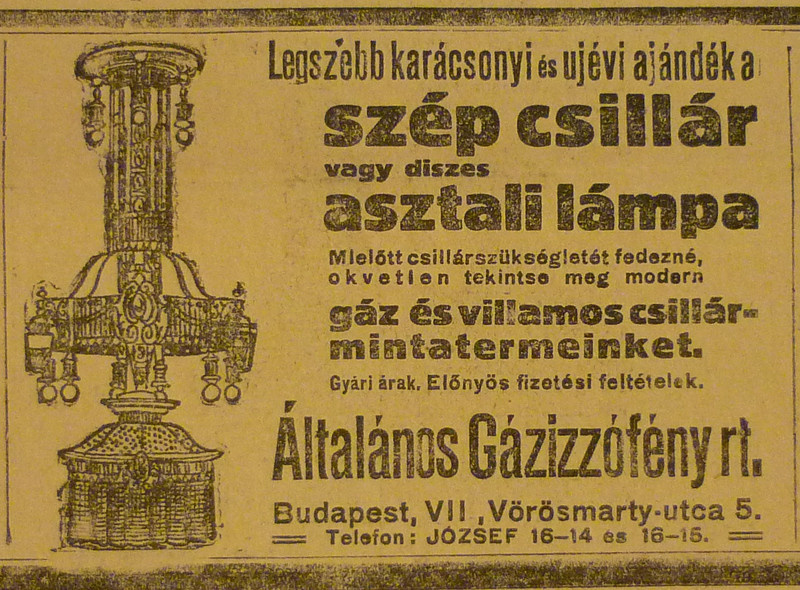 Legszebb karácsonyi és ujévi ajándék a
szép csillár
vagy diszes
asztali lámpa
Mielőtt csillárszükségletét fedezné,
okvetlen tekintse meg modern
gáz és villamos csillár-
mintatermeinket.
Gyári árak. Előnyös fizetési feltételek.
Általános Gázizzófény rt.
Budapest, VII., Vörösmarty-utca 5.
Telefon: JÓZSEF 16-14 és 16-15.